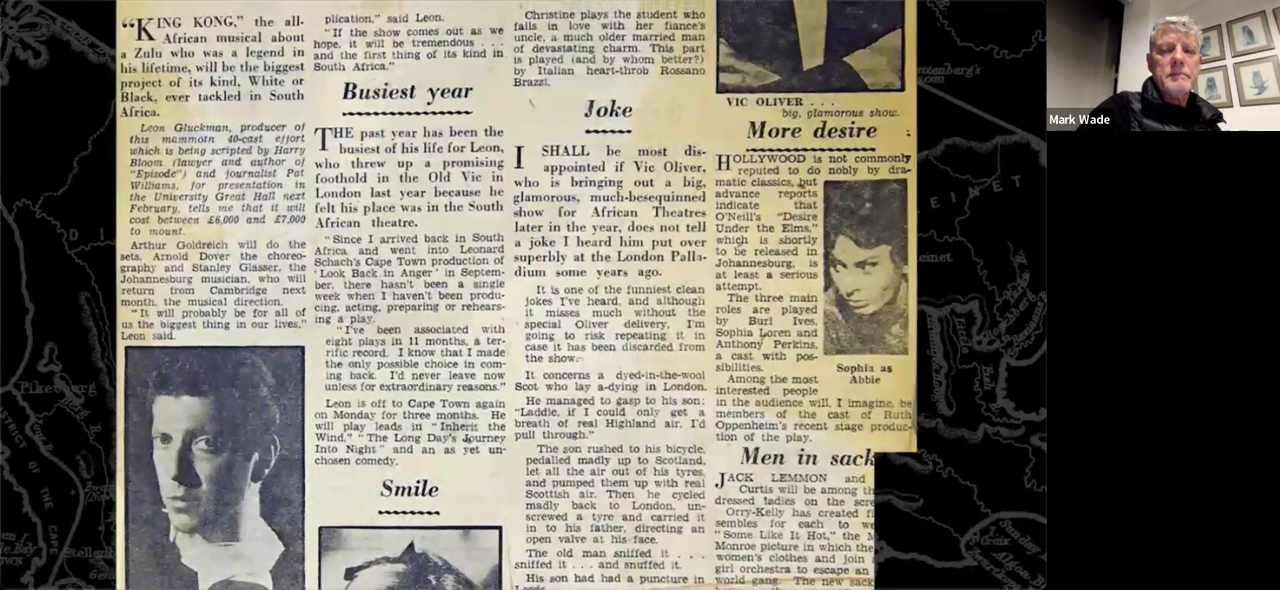 “KING KONG,” the all-
African musical about
a Zulu who was a legend in
his lifetime, will be the biggest
project of its kind, White or
Black, ever tackled in South
Africa.
Leon Gluckman, producer of
this mammoth 40-cast effort
which is being scripted by Harry
Bloom (lawyer and author of
"Episode") and journalist Pat
Williams, for presentation in
the University Great Hall next
February, tells me that it will
cost between £6,000 and £7,000
to mount.
Arthur Goldreich will do the
sets, Arnold Dover the choreo-
graphy and Stanley Glasser, the
Johannesburg musician, who will
return from Cambridge next
month, the musical direction.
"It will probably be for all of
us the biggest thing in our lives,"
Leon said.
plication," said Leon.
"If the show comes out as we
hope, it will be tremendous . . .
and the first thing of its kind in
South Africa."
Busiest year
THE past year has been the
busiest of his life for Leon,
who threw up a promising
foothold in the Old Vic in
London last year because he
felt his place was in the South
African theatre.
"Since I arrived back in South
Africa and went into Leonard
Schach's Cape Town production of
'Look Back in Anger' in Septem-
ber, there hasn't been a single
week when I haven't been produ-
cing, acting, preparing or rehears-
ing a play.
"I've been associated with
eight plays in 11 months, a ter-
rific record. I know that I made
the only possible choice in com-
ing back. I'd never leave now
unless for extraordinary reasons."
Leon is off to Cape Town again
on Monday for three months. He
will play leads in "Inherit the
Wind," "The Long Day's Journey
Into Night" and an as yet un-
chosen comedy.
Smile
Christine plays the student who
falls in love with her fiance's
uncle, a much older married man
of devastating charm. This part
is played (and by whom better?)
by Italian heart-throb Rossano
Brazzi.
Joke
I SHALL be most dis-
appointed if Vic Oliver,
who is bringing out a big,
glamorous, much-besequinned
show for African Theatres
later in the year, does not tell
a joke I heard him put over
superbly at the London Palla-
dium some years ago.
It is one of the funniest clean
jokes I've heard, and although
it misses much without the
special Oliver delivery, I'm
going to risk repeating it in
case it has been discarded from
the show.
It concerns a dyed-in-the-wool
Scot who lay a-dying in London.
He managed to gasp to his son:
"Laddie, if I could only get a
breath of real Highland air, I'd
pull through."
The son rushed to his bicycle,
pedalled madly up to Scotland,
let all the air out of his tyres,
and pumped them up with real
Scottish air. Then he cycled
madly back to London, un-
screwed a tyre and carried it
in to his father, directing an
open valve at his face.
The old man sniffed it . . .
sniffed it . . . and snuffed it.
His son had had a puncture in
VIC OLIVER . . .
big, glamorous show.
More desire
HOLLYWOOD is not commonly
reputed to do nobly by dra-
matic classics, but
advance reports
indicate that
O'Neill's "Desire
Under the Elms,"
which is shortly
to be released in
Johannesburg, is
at least a serious
attempt.
The three main
roles are played
by Burl Ives,
Sophia Loren and
Anthony Perkins,
a cast with pos-
sibilities.
Sophia as
Abbie
Among the most
interested people
in the audience will, I imagine, be
members of the cast of Ruth
Oppenheim's recent stage produc-
tion of the play.
Men in sack
JACK LEMMON and
Curtis will be among th
dressed ladies on the scre
Orry-Kelly has created fi
sembles for each to we
"Some Like It Hot," the M
Monroe picture in which the
women's clothes and join
girl orchestra to escape an
world gang. The new sack
Mark Wade